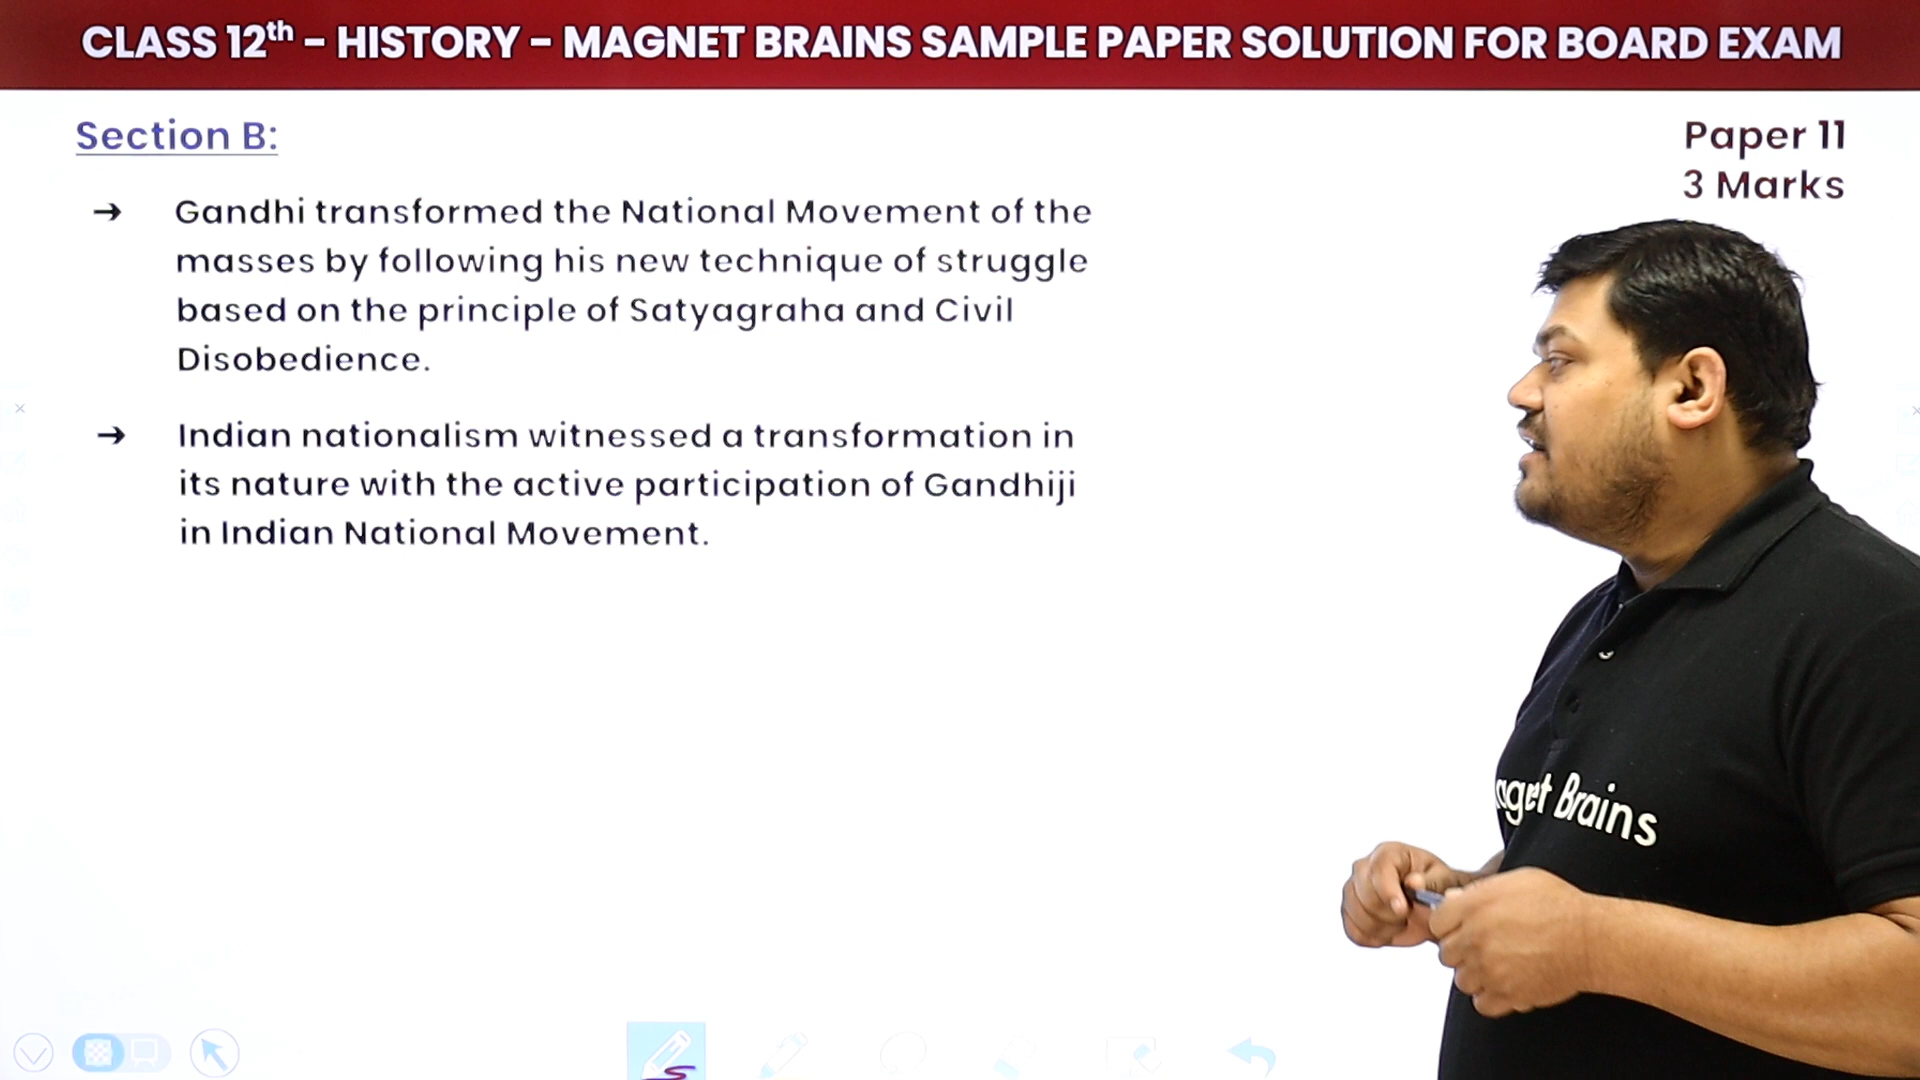 CLASS 12th - HISTORY - MAGNET BRAINS SAMPLE PAPER SOLUTION FOR BOARD EXAM
Section B:
Paper 11
3 Marks
→ Gandhi transformed the National Movement of the
masses by following his new technique of struggle
based on the principle of Satyagraha and Civil
Disobedience.
→ Indian nationalism witnessed a transformation in
its nature with the active participation of Gandhiji
in Indian National Movement.
agnet Brains